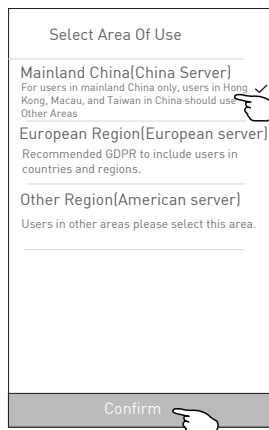 Select Area Of Use
Mainland China(China Server)
For users in mainland China only, users in Hong
Kong, Macau, and Taiwan in China should use
Other Areas
European Region(European server)
Recommended GDPR to include users in
countries and regions.
Other Region(American server)
Users in other areas please select this area.
Confirm